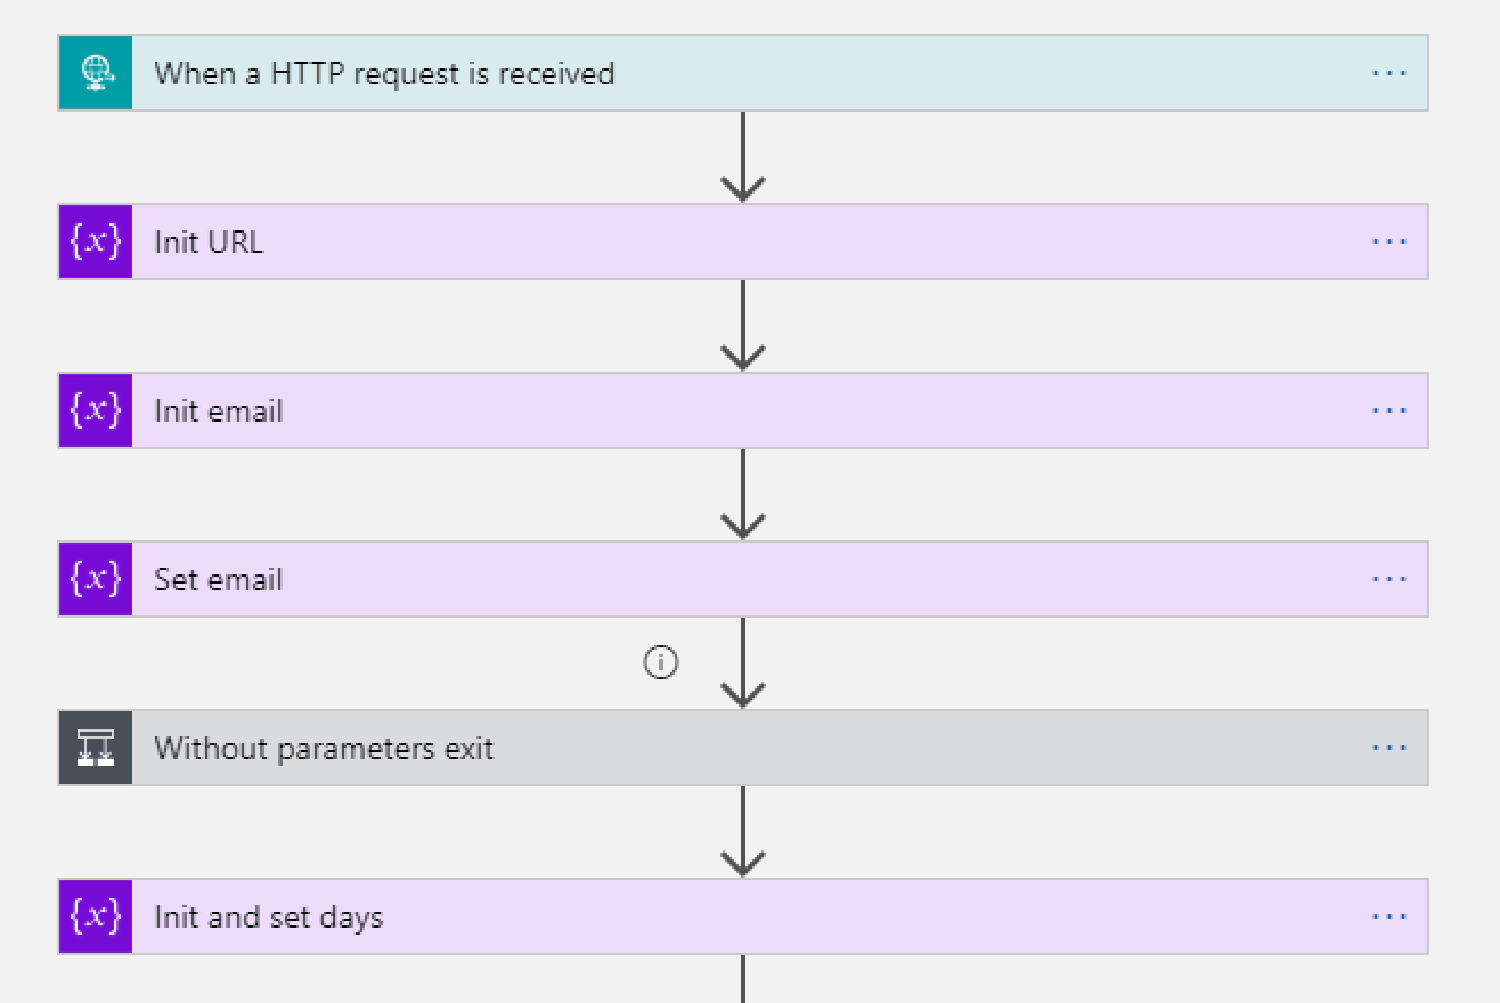 When a HTTP request is received
{x} Init URL
{x} Init email
{x} Set email
i
Without parameters exit
{x} Init and set days